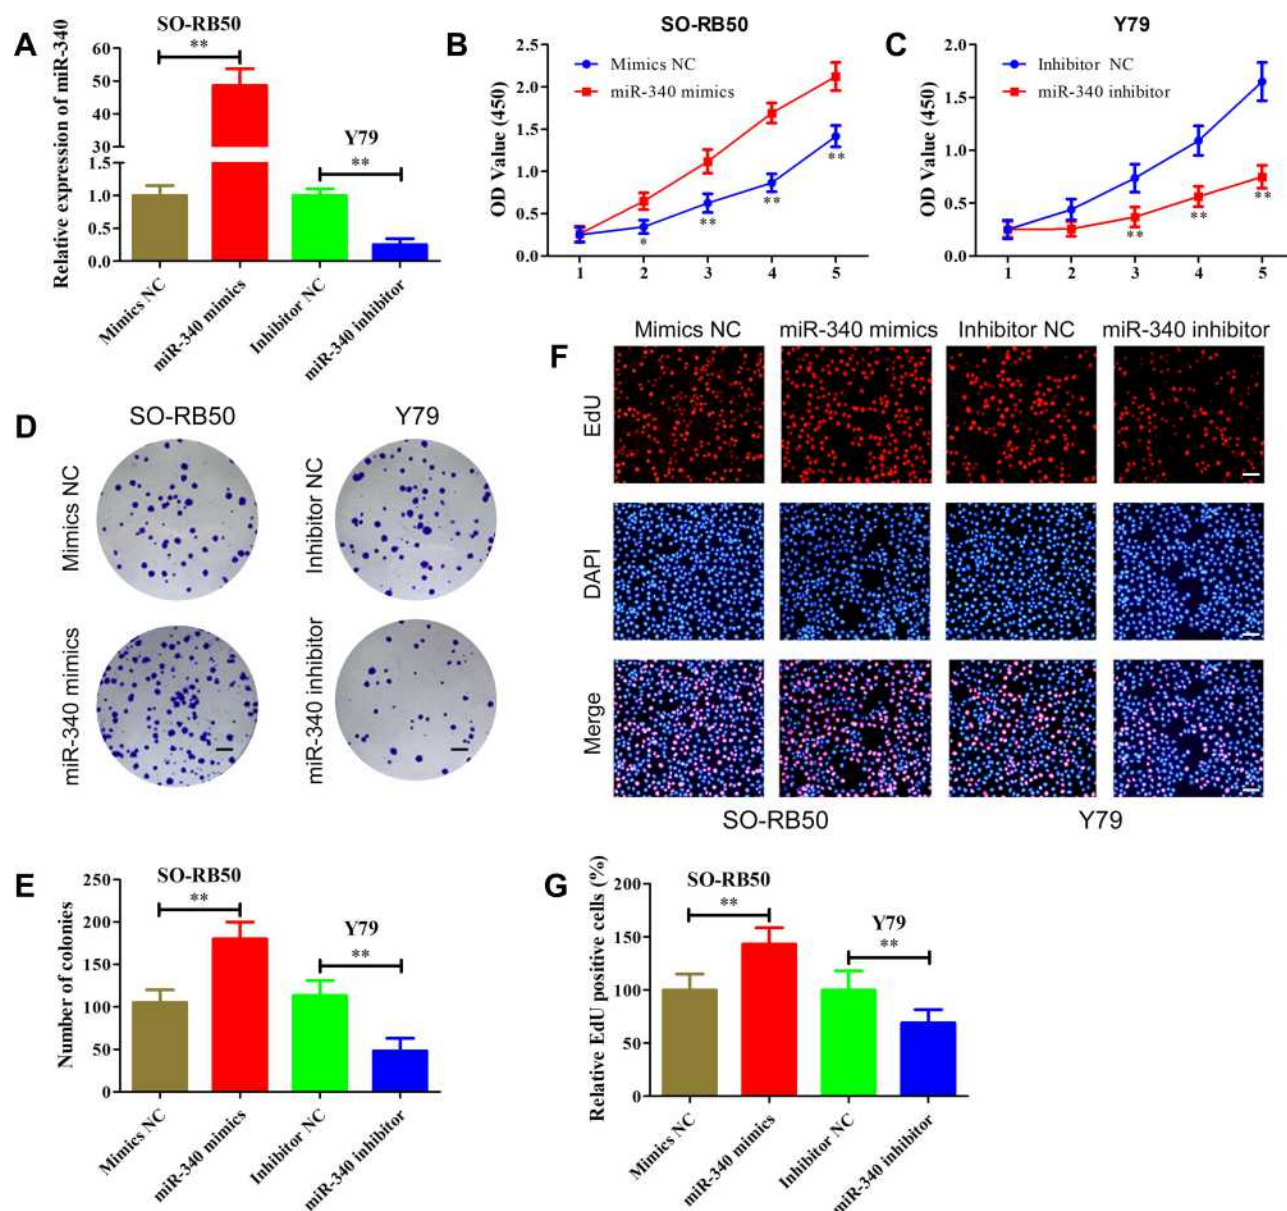 A
SO-RB50
**
Y79
**
Relative expression of miR-340
60
50
40
30
1.5
1.0
0.5
0.0
Mimics NC
miR-340 mimics
Inhibitor NC
miR-340 inhibitor
B
SO-RB50
Mimics NC
miR-340 mimics
OD Value (450)
2.5
2.0
1.5
1.0
0.5
0.0
*
**
**
**
1 2 3 4 5
C
Y79
Inhibitor NC
miR-340 inhibitor
OD Value (450)
2.0
1.5
1.0
0.5
0.0
**
**
**
1 2 3 4 5
D
SO-RB50 Y79
Mimics NC
Inhibitor NC
miR-340 mimics
miR-340 inhibitor
F
Mimics NC miR-340 mimics Inhibitor NC miR-340 inhibitor
EdU
DAPI
Merge
SO-RB50 Y79
E
SO-RB50
**
Y79
**
Number of colonies
250
200
150
100
50
0
Mimics NC
miR-340 mimics
Inhibitor NC
miR-340 inhibitor
G
SO-RB50
**
Y79
**
Relative EdU positive cells (%)
200
150
100
50
0
Mimics NC
miR-340 mimics
Inhibitor NC
miR-340 inhibitor